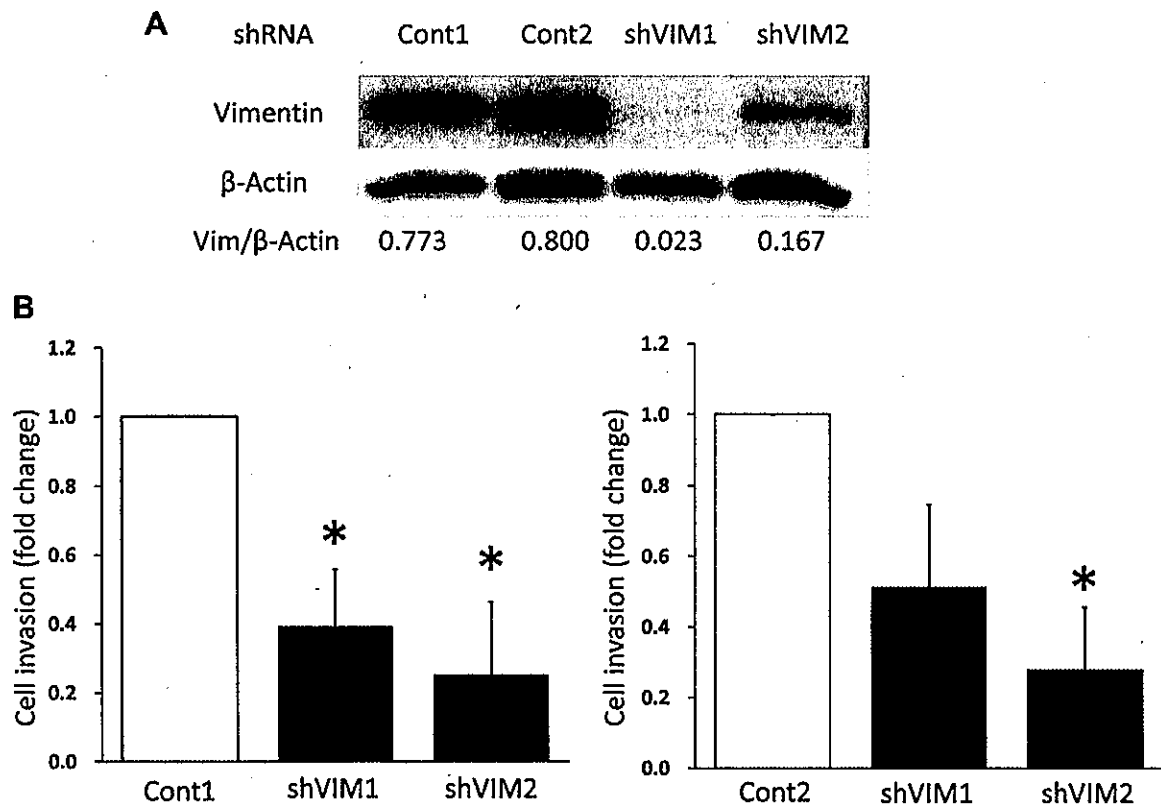 A
shRNA Cont1 Cont2 shVIM1 shVIM2
Vimentin
β-Actin
Vim/β-Actin 0.773 0.800 0.023 0.167
B
1.2
1.0
0.8
0.6
0.4
0.2
0.0
Cell invasion (fold change)
* *
Cont1 shVIM1 shVIM2
1.2
1.0
0.8
0.6
0.4
0.2
0.0
Cell invasion (fold change)
*
Cont2 shVIM1 shVIM2